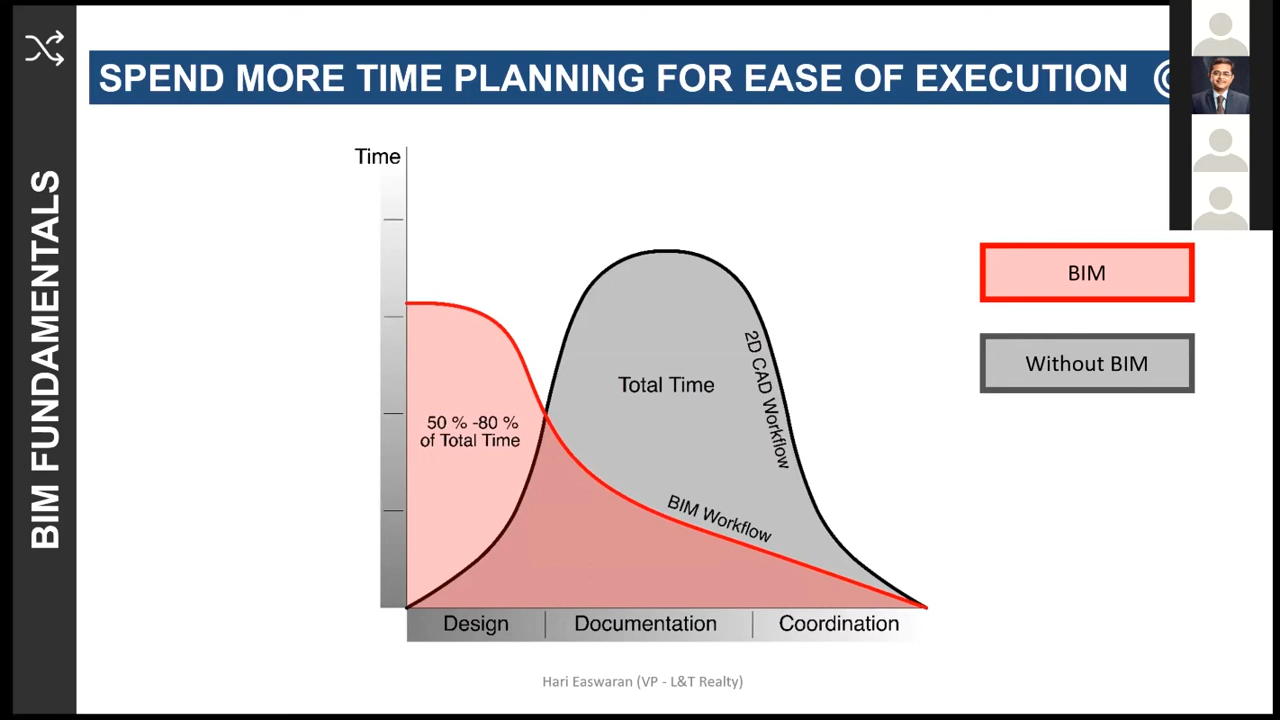 SPEND MORE TIME PLANNING FOR EASE OF EXECUTION
BIM FUNDAMENTALS
Time
BIM
Without BIM
2D CAD Workflow
Total Time
50 % -80 %
of Total Time
BIM Workflow
Design
Documentation
Coordination
Hari Easwaran (VP - L&T Realty)